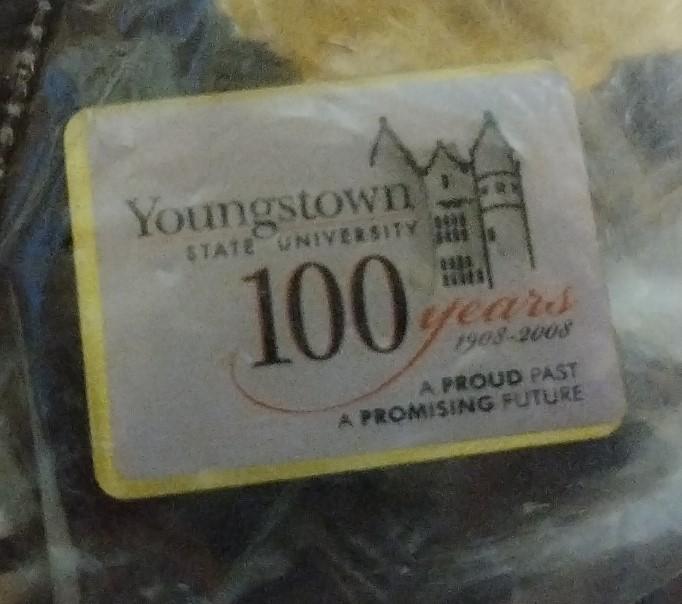 Youngstown
STATE UNIVERSITY
100 years
1908-2008
A PROUD PAST
A PROMISING FUTURE